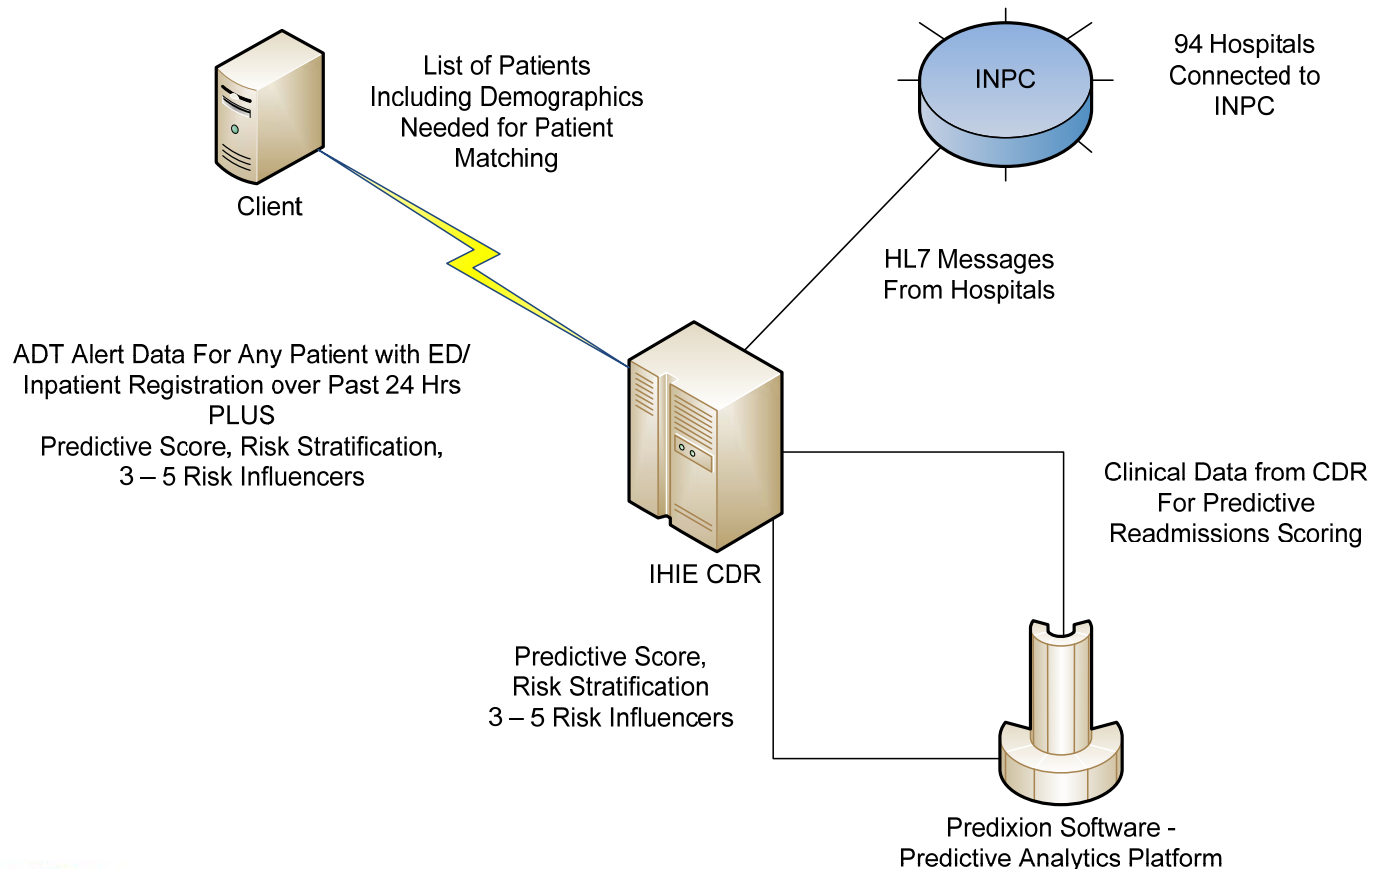 List of Patients
Including Demographics
Needed for Patient
Matching
Client
INPC
94 Hospitals
Connected to
INPC
HL7 Messages
From Hospitals
ADT Alert Data For Any Patient with ED/
Inpatient Registration over Past 24 Hrs
PLUS
Predictive Score, Risk Stratification,
3 – 5 Risk Influencers
IHIE CDR
Clinical Data from CDR
For Predictive
Readmissions Scoring
Predictive Score,
Risk Stratification
3 – 5 Risk Influencers
Predixion Software -
Predictive Analytics Platform